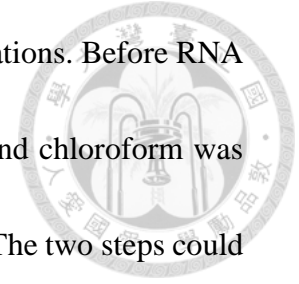 ations. Before RNA
nd chloroform was
The two steps could